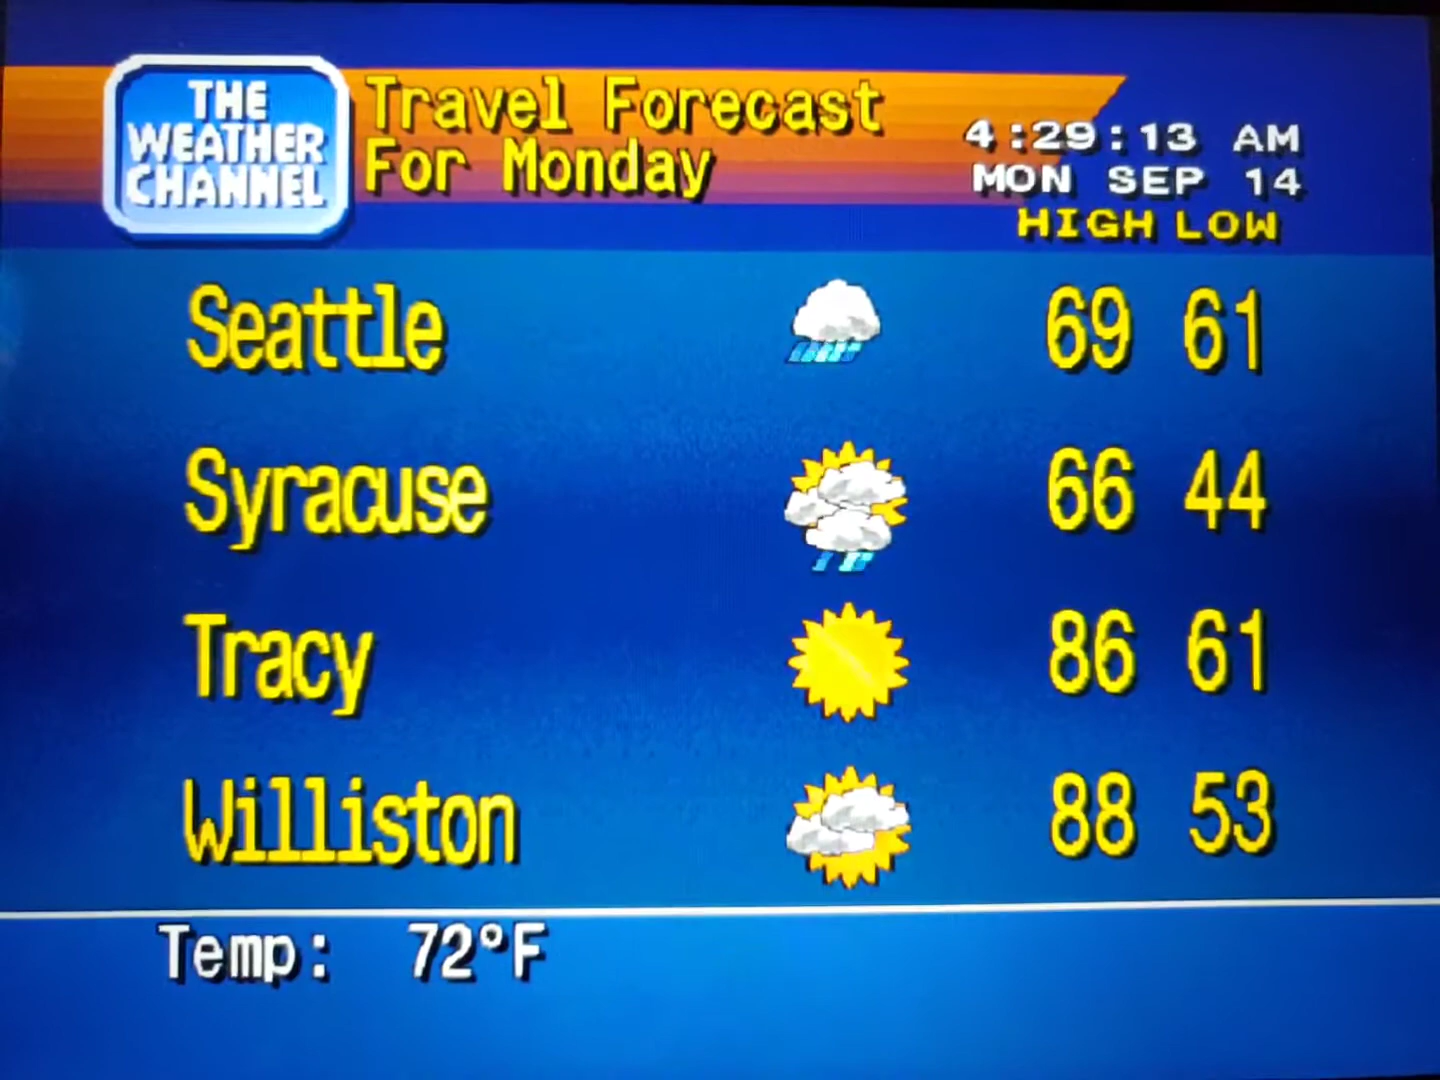 THE
WEATHER
CHANNEL
Travel Forecast
For Monday
4:29:13 AM
MON SEP 14
HIGH LOW
Seattle 69 61
Syracuse 66 44
Tracy 86 61
Williston 88 53
Temp: 72°F